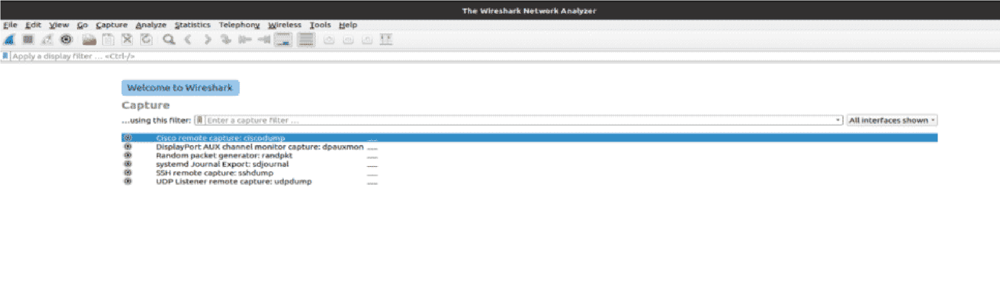 The Wireshark Network Analyzer
File Edit View Go Capture Analyze Statistics Telephony Wireless Tools Help
Apply a display filter ... <Ctrl-/>
Welcome to Wireshark
Capture
...using this filter: Enter a capture filter ... All interfaces shown
Cisco remote capture: ciscodump
DisplayPort AUX channel monitor capture: dpauxmon
Random packet generator: randpkt
systemd Journal Export: sdjournal
SSH remote capture: sshdump
UDP Listener remote capture: udpdump